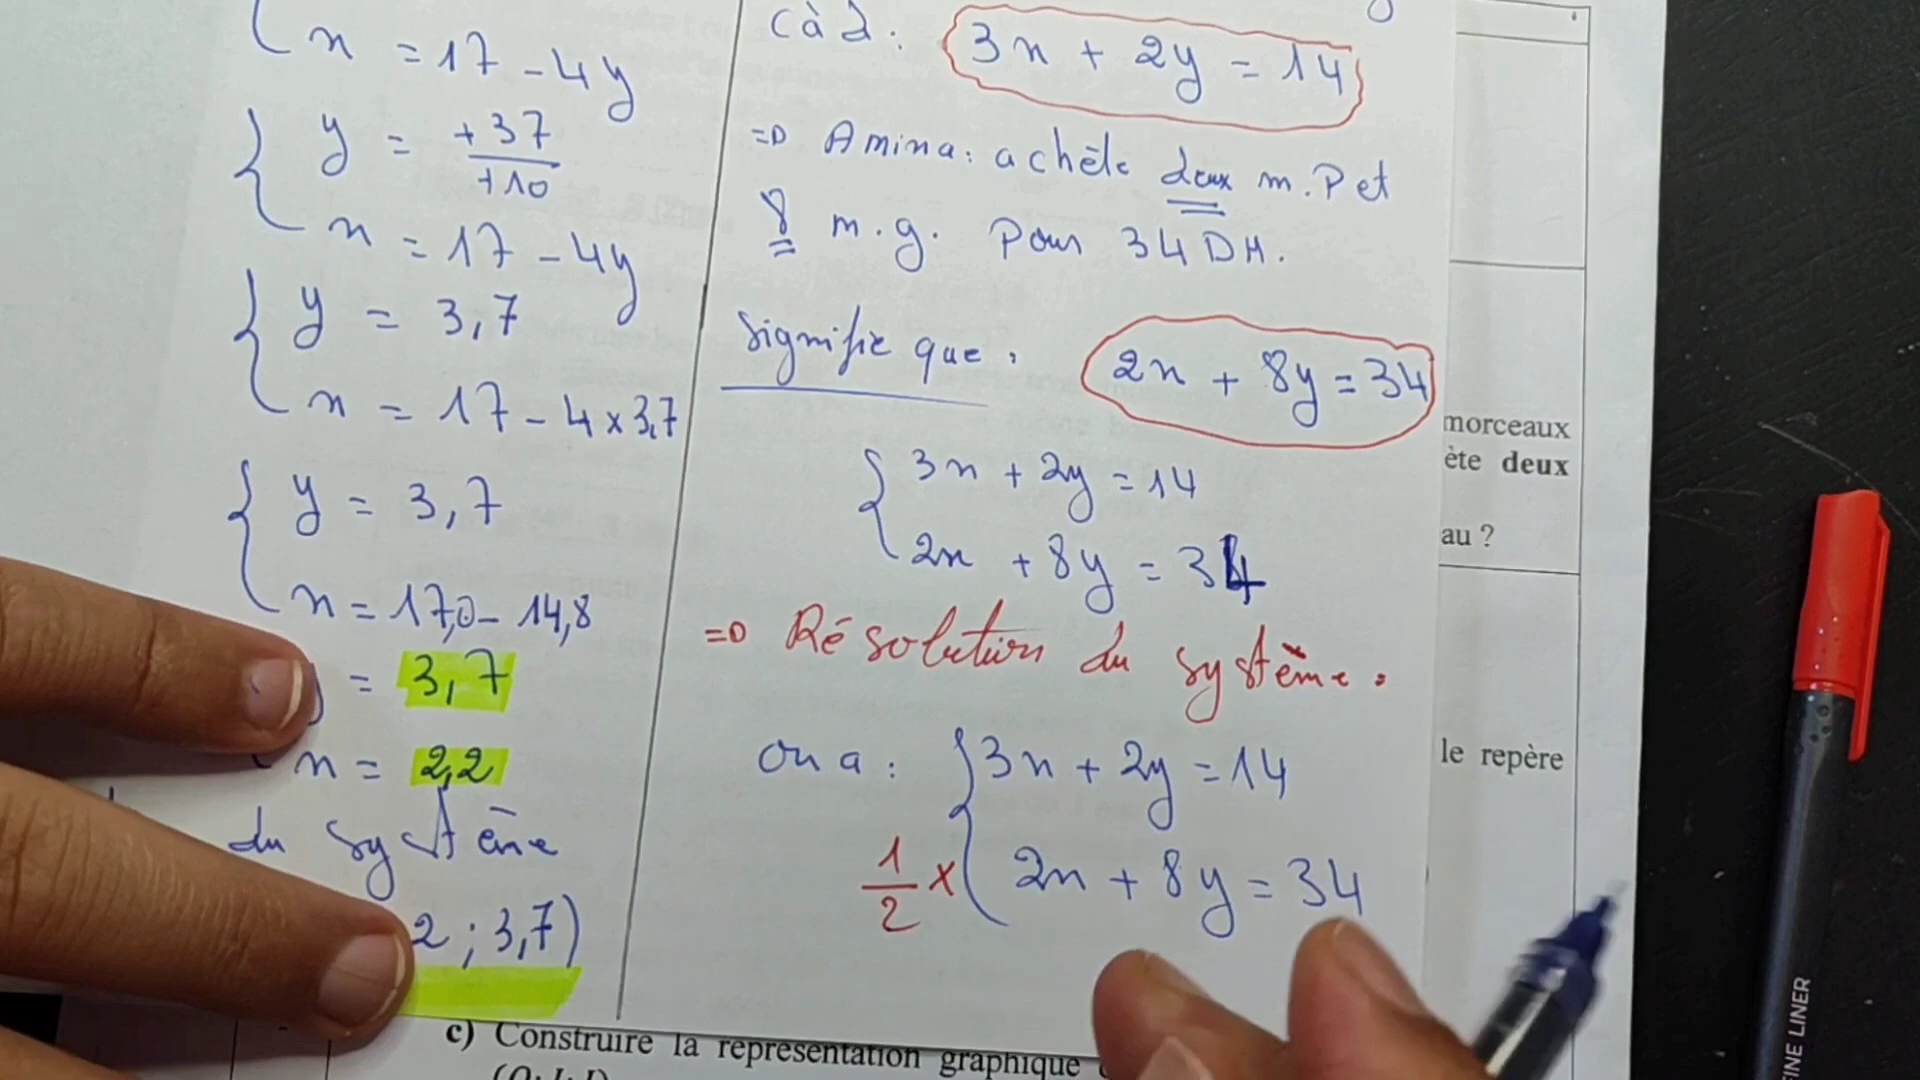 x = 17 - 4y
y = +37/+10
x = 17 - 4y
y = 3,7
x = 17 - 4 × 3,7
y = 3,7
x = 17,0 - 14,8
= 3,7
x = 2,2
du système
2 ; 3,7)
càd : 3x + 2y = 14
=> Amina : achète deux m.P et
8 m.g. Pour 34 DH.
Signifie que : 2x + 8y = 34
3x + 2y = 14
2x + 8y = 34
=> Résolution du système :
On a : 3x + 2y = 14
1/2 × 2x + 8y = 34
morceaux
ète deux
au ?
le repère
c) Construire la représentation graphique
(O; I; J)
FINE LINER